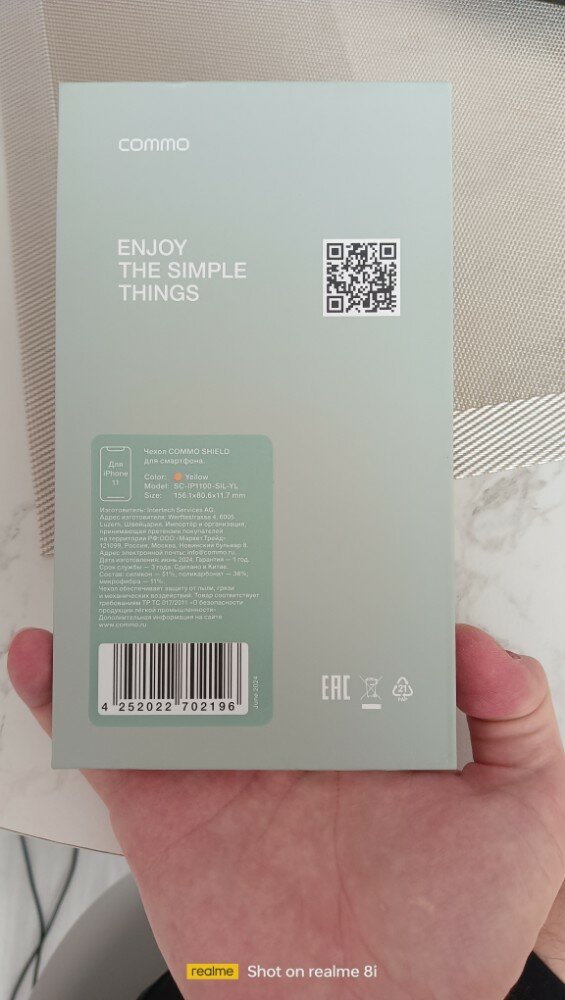 COMMO
ENJOY
THE SIMPLE
THINGS
Для
iPhone
11
Чехол COMMO SHIELD
для смартфона.
Color: Yellow
Model: SC-IP1100-SIL-YL
Size: 156.1x80.6x11.7 mm
Изготовитель: Intertech Services AG.
Адрес изготовителя: Werftestrasse 4, 6005
Luzern, Швейцария. Импортёр и организация,
принимающая претензии покупателей
на территории РФ:ООО «Марвел-Трейд»
121099, Россия, Москва, Новинский бульвар 8.
Адрес электронной почты: info@commo.ru.
Дата изготовления: июнь 2024. Гарантия — 1 год.
Срок службы — 3 года. Сделано в Китае.
Состав: силикон — 51%, поликарбонат — 38%;
микрофибра — 11%.
Чехол обеспечивает защиту от пыли, грязи
и механических воздействий. Товар соответствует
требованиям ТР ТС 017/2011 «О безопасности
продукции лёгкой промышленности»
Дополнительная информация на сайте
www.commo.ru
4 252022 702196
June 2024
EAC
21
PAP
realme Shot on realme 8i